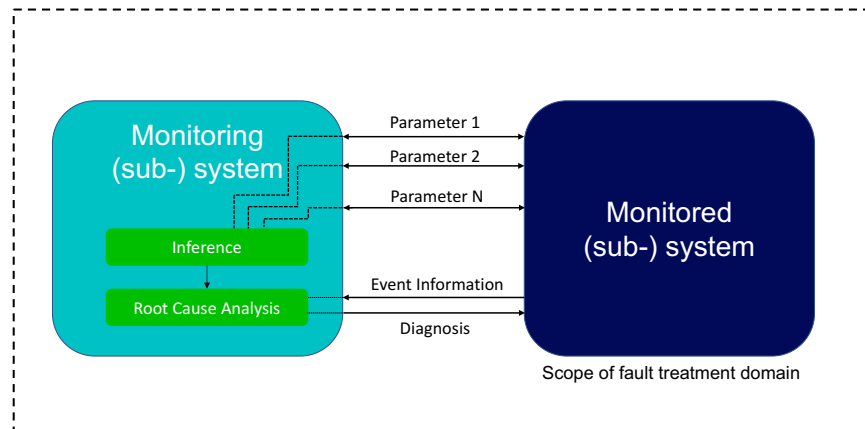 Monitoring
(sub-) system
Parameter 1
Parameter 2
Parameter N
Inference
Root Cause Analysis
Event Information
Diagnosis
Monitored
(sub-) system
Scope of fault treatment domain